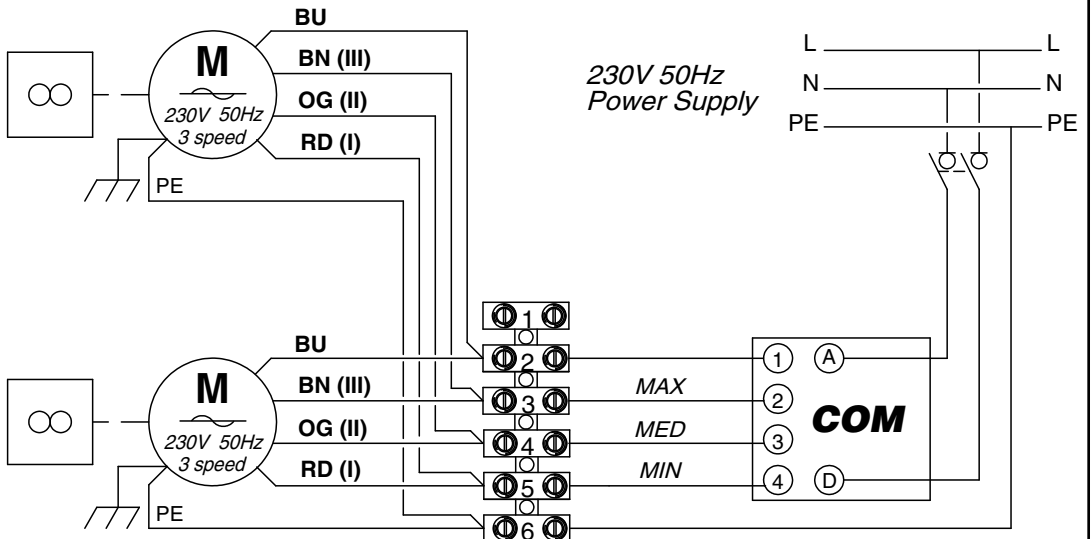 BU
M
230V 50Hz
3 speed
BN (III)
OG (II)
RD (I)
PE
230V 50Hz
Power Supply
L L
N N
PE PE
1
2
3
4
5
6
BU
M
230V 50Hz
3 speed
BN (III)
OG (II)
RD (I)
PE
MAX
MED
MIN
1 A
2
3
4 D
COM